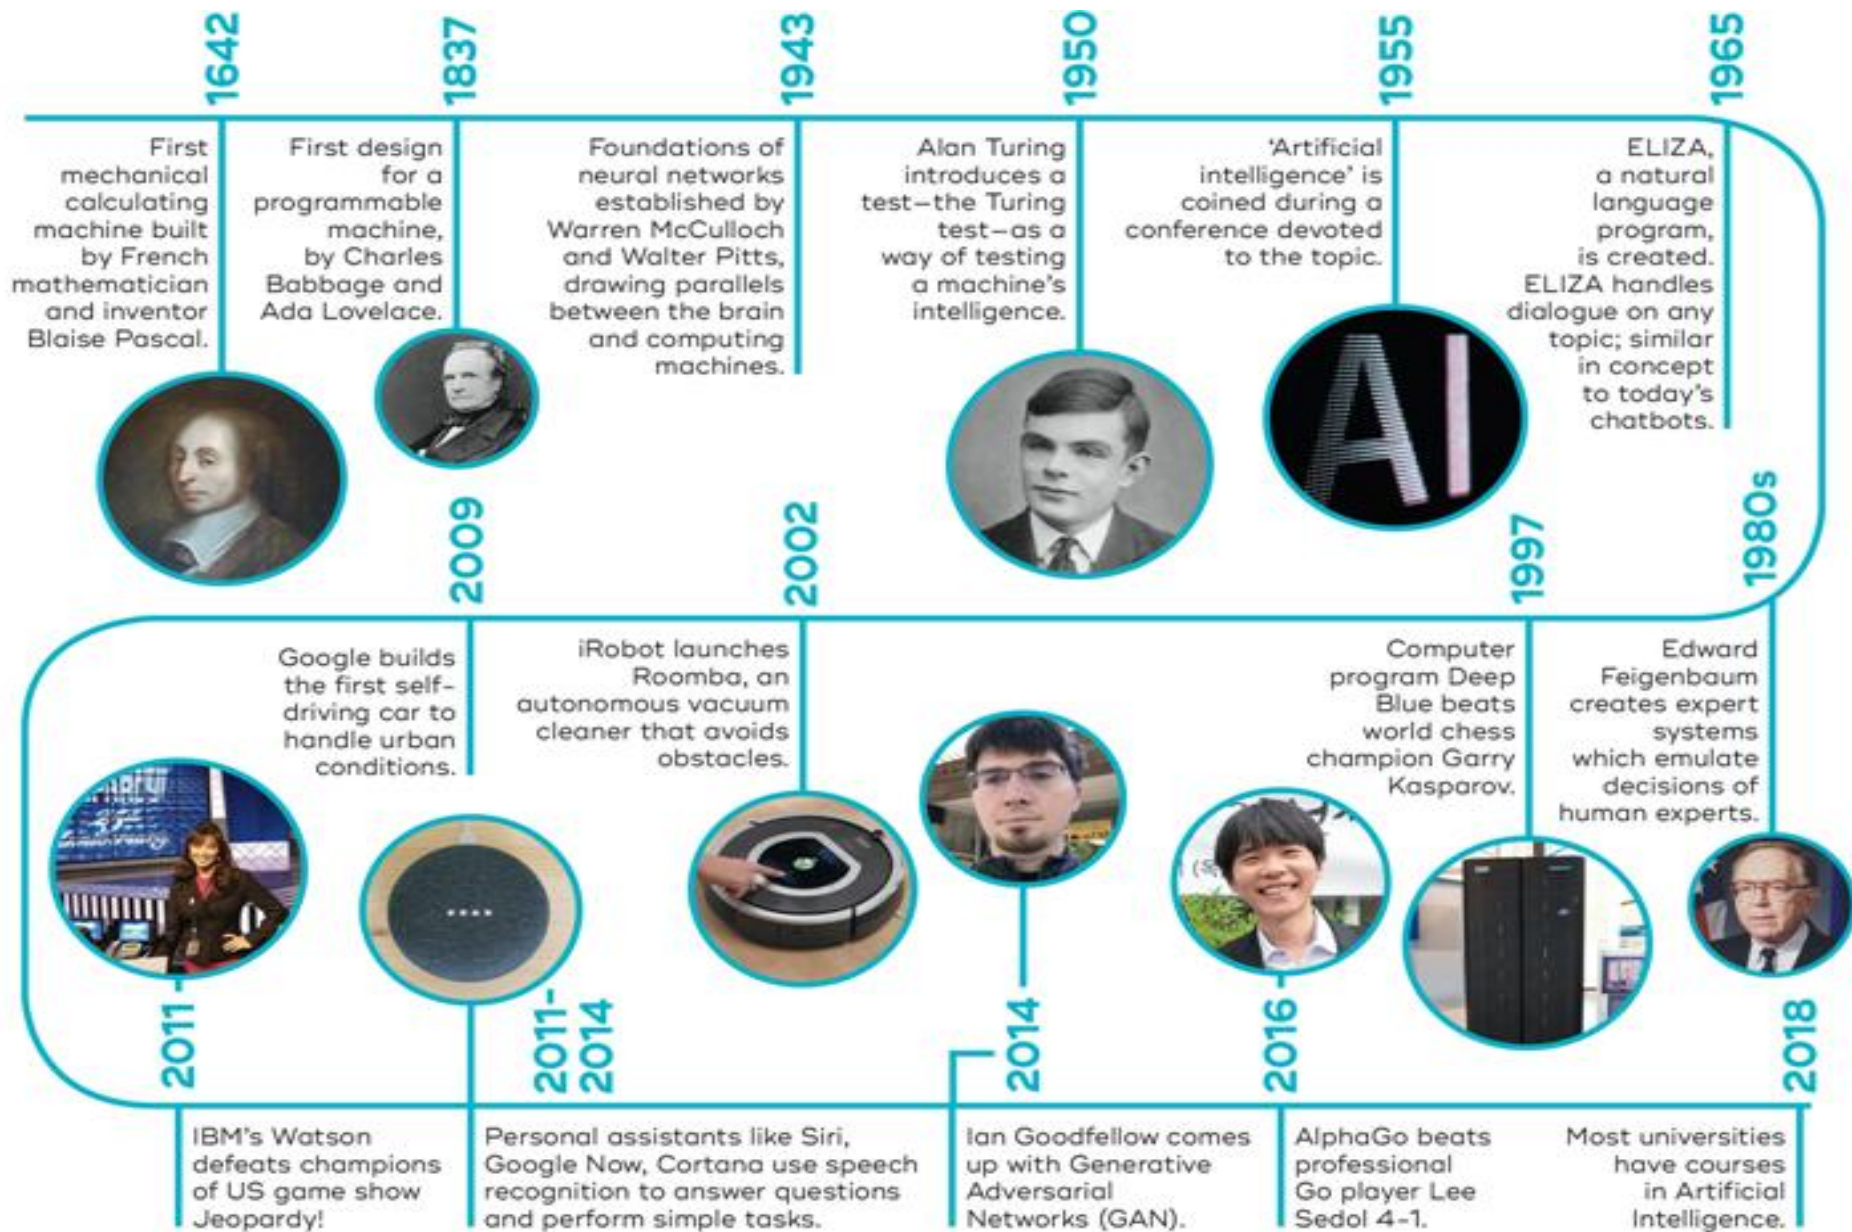 1642
First
mechanical
calculating
machine built
by French
mathematician
and inventor
Blaise Pascal.
1837
First design
for a
programmable
machine,
by Charles
Babbage and
Ada Lovelace.
1943
Foundations of
neural networks
established by
Warren McCulloch
and Walter Pitts,
drawing parallels
between the brain
and computing
machines.
1950
Alan Turing
introduces a
test—the Turing
test—as a
way of testing
a machine's
intelligence.
1955
'Artificial
intelligence' is
coined during a
conference devoted
to the topic.
AI
1965
ELIZA,
a natural
language
program,
is created.
ELIZA handles
dialogue on any
topic; similar
in concept
to today's
chatbots.
1980s
Edward
Feigenbaum
creates expert
systems
which emulate
decisions of
human experts.
1997
Computer
program Deep
Blue beats
world chess
champion Garry
Kasparov.
2002
iRobot launches
Roomba, an
autonomous vacuum
cleaner that avoids
obstacles.
2009
Google builds
the first self-
driving car to
handle urban
conditions.
2011
IBM's Watson
defeats champions
of US game show
Jeopardy!
2011-
2014
Personal assistants like Siri,
Google Now, Cortana use speech
recognition to answer questions
and perform simple tasks.
2014
Ian Goodfellow comes
up with Generative
Adversarial
Networks (GAN).
2016
AlphaGo beats
professional
Go player Lee
Sedol 4-1.
2018
Most universities
have courses
in Artificial
Intelligence.